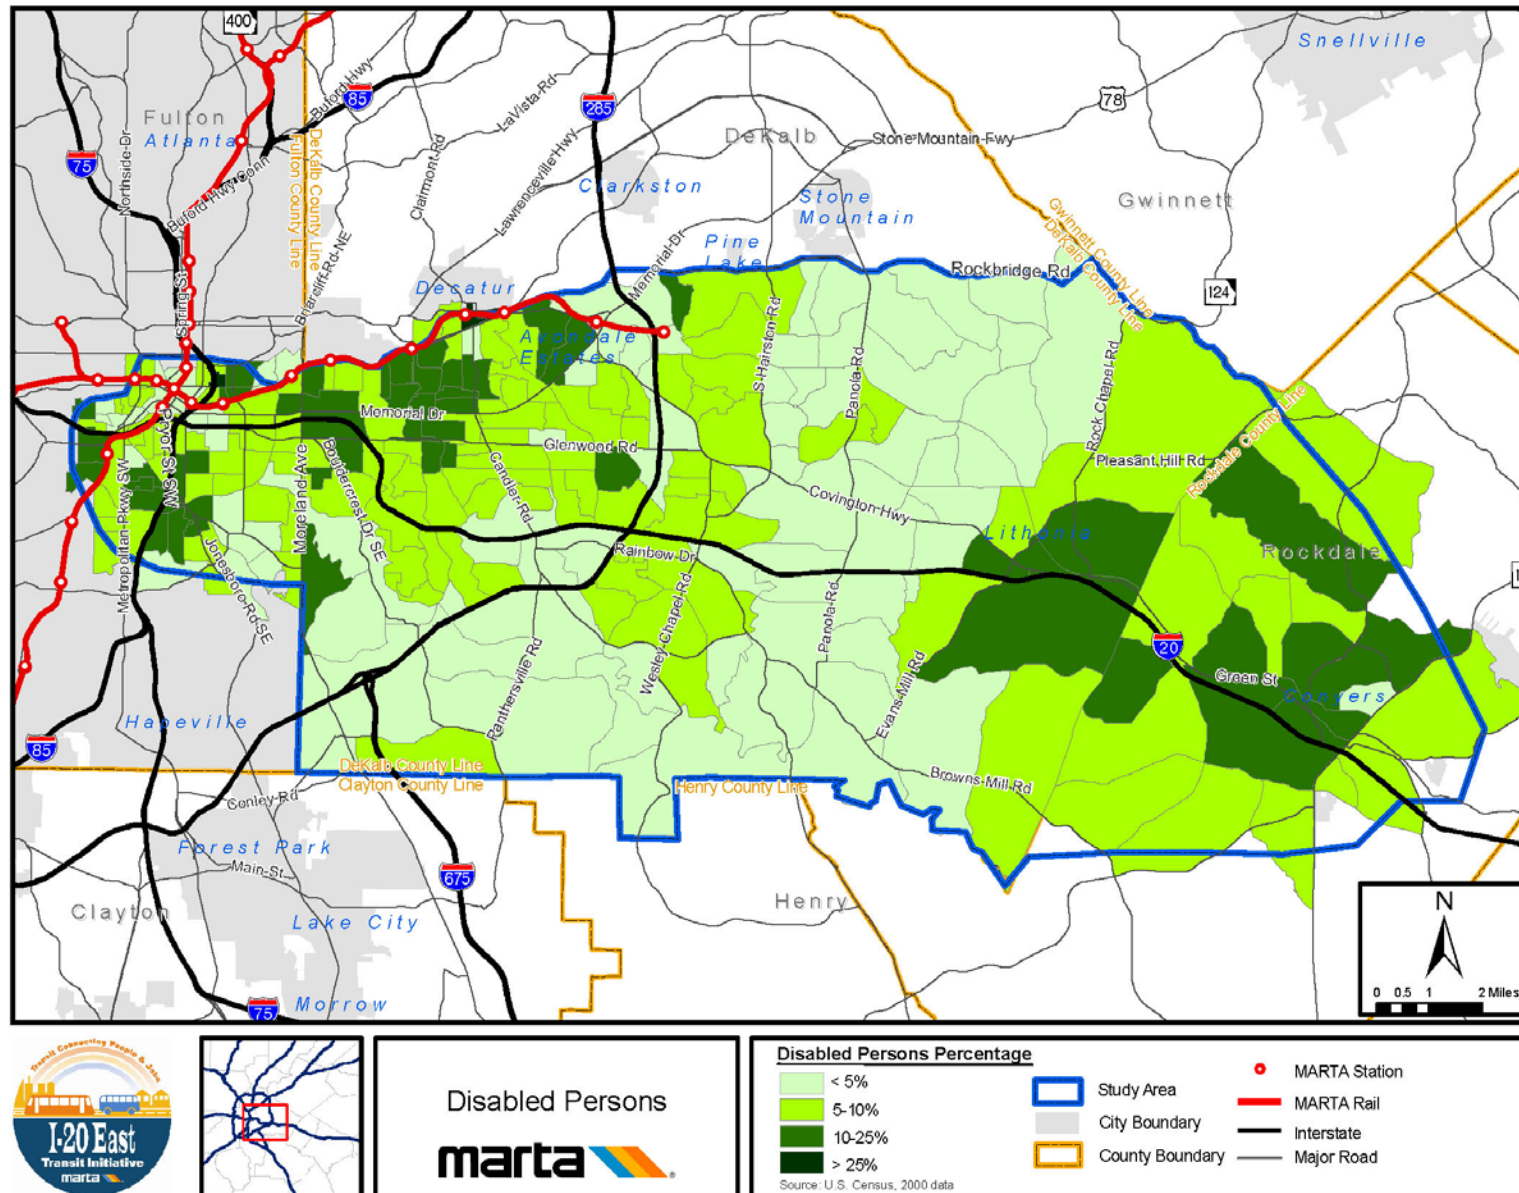 400
Snellville
Buford Hwy
85
285
LaVista Rd
78
Fulton
Atlanta
DeKalb
Stone Mountain Fwy
75
Northside Dr
DeKalb County Line
Fulton County Line
Clairmont Rd
Lawrenceville Hwy
Buford Hwy Conn
Clarkston
Stone
Mountain
Gwinnett
Gwinnett County Line
DeKalb County Line
Pine
Lake
Memorial Dr
Briarcliff Rd NE
Rockbridge Rd
Decatur
124
Spring St
Avondale
Estates
S Hairston Rd
Panola Rd
Rock Chapel Rd
Memorial Dr
Pryor St SW
Glenwood Rd
Rockdale County Line
Pleasant Hill Rd
Metropolitan Pkwy SW
Moreland Ave
Bouldercrest Dr SE
Candler Rd
Covington Hwy
Lithonia
Rockdale
Rainbow Dr
Jonesboro Rd SE
Wesley Chapel Rd
Panola Rd
20
Panthersville Rd
Evans Mill Rd
Green St
Conyers
Hapeville
85
DeKalb County Line
Clayton County Line
Henry County Line
Browns Mill Rd
Conley Rd
Forest Park
Main St
675
Clayton
Henry
Lake City
N
Morrow
75
0 0.5 1 2 Miles
Transit Connecting People & Jobs
I-20 East
Transit Initiative
marta
Disabled Persons
marta
Disabled Persons Percentage
< 5%
5-10%
10-25%
> 25%
Source: U.S. Census, 2000 data
Study Area
City Boundary
County Boundary
MARTA Station
MARTA Rail
Interstate
Major Road